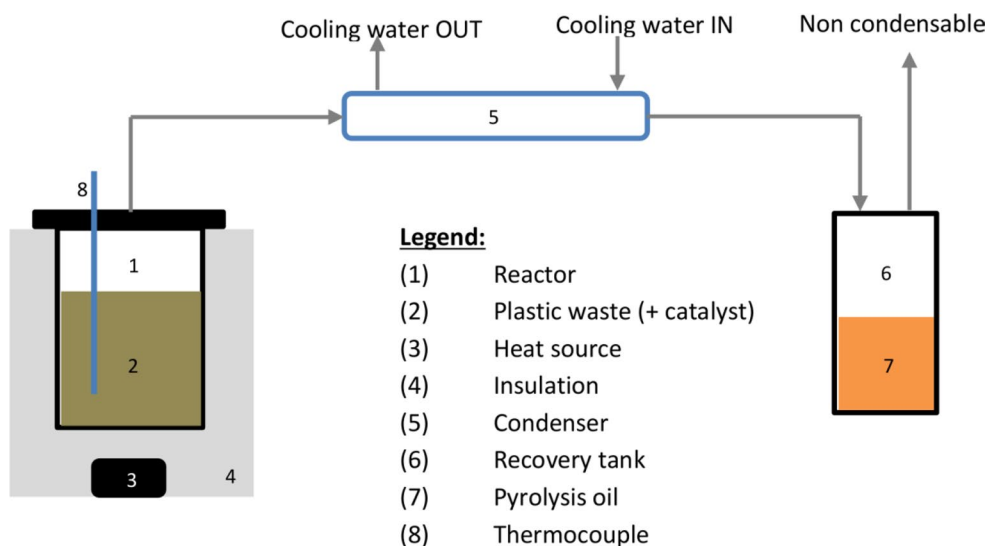 Cooling water OUT
Cooling water IN
Non condensable
5
8
1
2
3
4
6
7
Legend:
(1) Reactor
(2) Plastic waste (+ catalyst)
(3) Heat source
(4) Insulation
(5) Condenser
(6) Recovery tank
(7) Pyrolysis oil
(8) Thermocouple